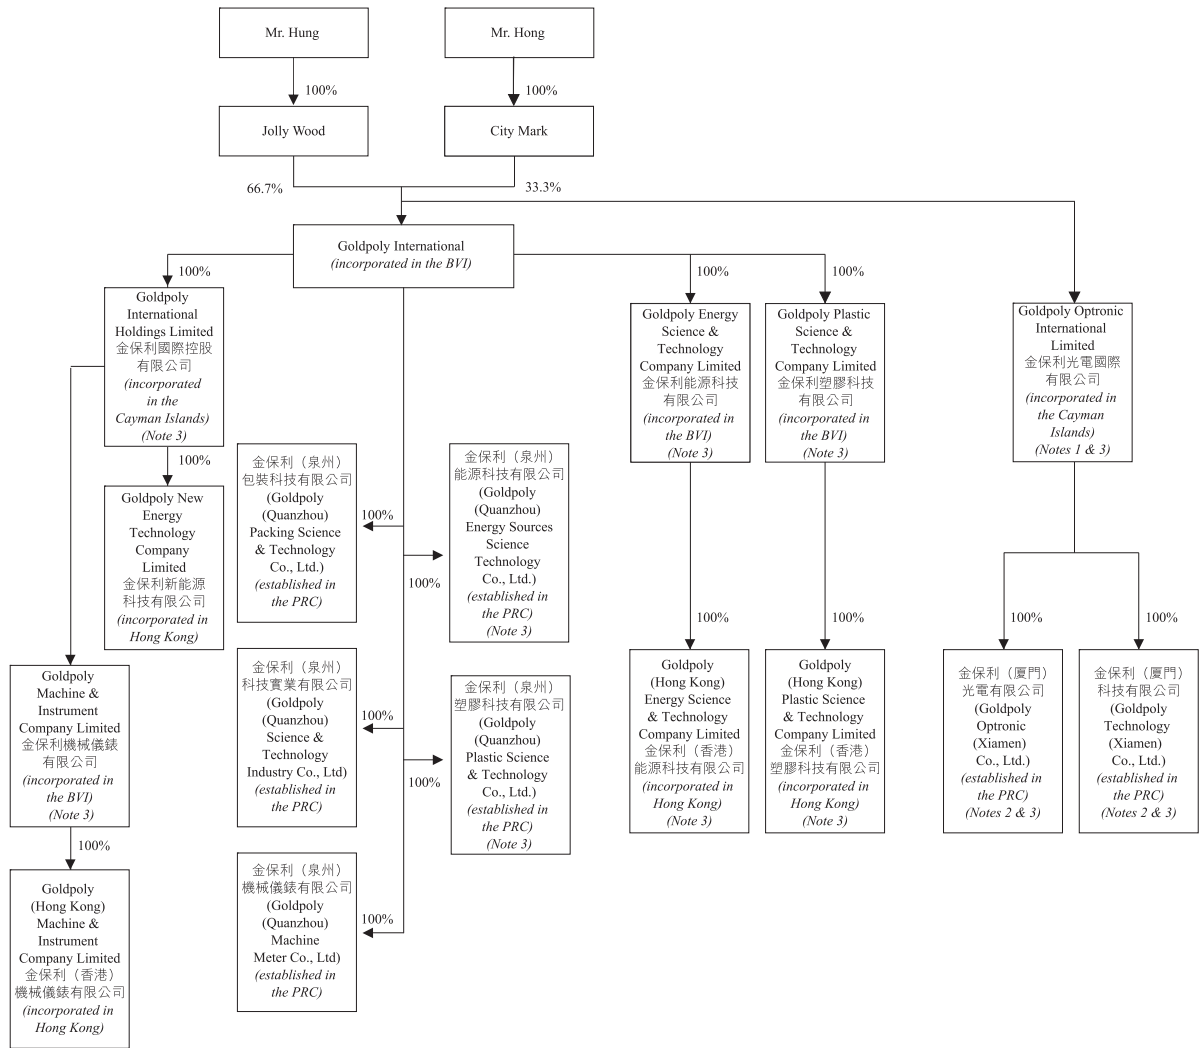 Mr. Hung
Mr. Hong
100%
100%
Jolly Wood
City Mark
66.7%
33.3%
Goldpoly International
(incorporated in the BVI)
100%
100%
100%
Goldpoly
International
Holdings Limited
金保利國際控股
有限公司
(incorporated
in the
Cayman Islands)
(Note 3)
Goldpoly Energy
Science &
Technology
Company Limited
金保利能源科技
有限公司
(incorporated in
the BVI)
(Note 3)
Goldpoly Plastic
Science &
Technology
Company Limited
金保利塑膠科技
有限公司
(incorporated in
the BVI)
(Note 3)
Goldpoly Optronic
International
Limited
金保利光電國際
有限公司
(incorporated in
the Cayman
Islands)
(Notes 1 & 3)
100%
Goldpoly New
Energy
Technology
Company
Limited
金保利新能源
科技有限公司
(incorporated in
Hong Kong)
金保利（泉州）
包裝科技有限公司
(Goldpoly
(Quanzhou)
Packing Science
& Technology
Co., Ltd.)
(established in
the PRC)
100%
金保利（泉州）
能源科技有限公司
(Goldpoly
(Quanzhou)
Energy Sources
Science
Technology
Co., Ltd.)
(established in
the PRC)
(Note 3)
100%
100%
100%
100%
100%
Goldpoly
Machine &
Instrument
Company Limited
金保利機械儀錶
有限公司
(incorporated in
the BVI)
(Note 3)
金保利（泉州）
科技實業有限公司
(Goldpoly
(Quanzhou)
Science &
Technology
Industry Co., Ltd)
(established in
the PRC)
100%
金保利（泉州）
塑膠科技有限公司
(Goldpoly
(Quanzhou)
Plastic Science
& Technology
Co., Ltd.)
(established in
the PRC)
(Note 3)
100%
Goldpoly
(Hong Kong)
Energy Science
& Technology
Company Limited
金保利（香港）
能源科技有限公司
(incorporated in
Hong Kong)
(Note 3)
Goldpoly
(Hong Kong)
Plastic Science
& Technology
Company Limited
金保利（香港）
塑膠科技有限公司
(incorporated in
Hong Kong)
(Note 3)
金保利（厦門）
光電有限公司
(Goldpoly
Optronic
(Xiamen)
Co., Ltd.)
(established in
the PRC)
(Notes 2 & 3)
金保利（厦門）
科技有限公司
(Goldpoly
Technology
(Xiamen)
Co., Ltd.)
(established in
the PRC)
(Notes 2 & 3)
100%
Goldpoly
(Hong Kong)
Machine &
Instrument
Company Limited
金保利（香港）
機械儀錶有限公司
(incorporated in
Hong Kong)
金保利（泉州）
機械儀錶有限公司
(Goldpoly
(Quanzhou)
Machine
Meter Co., Ltd)
(established in
the PRC)
100%